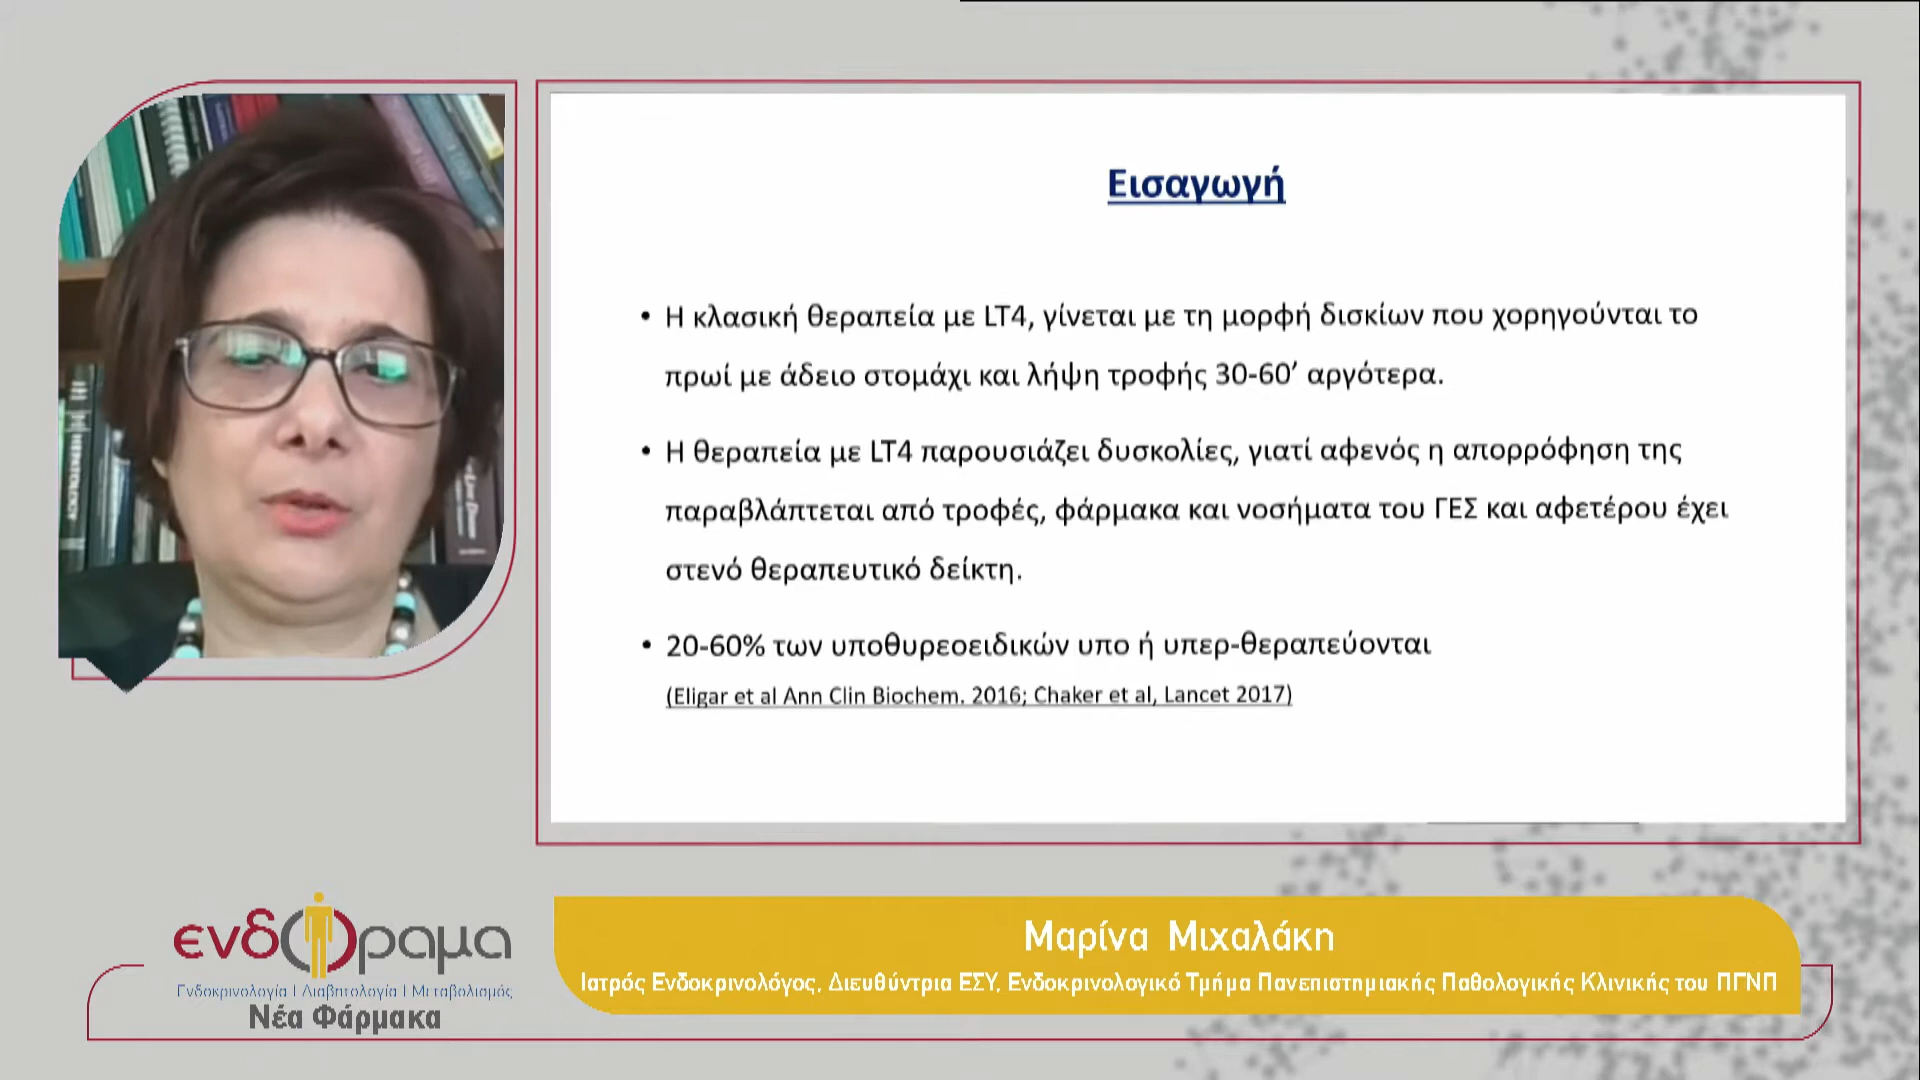 Εισαγωγή
• Η κλασική θεραπεία με LT4, γίνεται με τη μορφή δισκίων που χορηγούνται το
πρωί με άδειο στομάχι και λήψη τροφής 30-60’ αργότερα.
• Η θεραπεία με LT4 παρουσιάζει δυσκολίες, γιατί αφενός η απορρόφηση της
παραβλάπτεται από τροφές, φάρμακα και νοσήματα του ΓΕΣ και αφετέρου έχει
στενό θεραπευτικό δείκτη.
• 20-60% των υποθυρεοειδικών υπο ή υπερ-θεραπεύονται
(Eligar et al Ann Clin Biochem. 2016; Chaker et al, Lancet 2017)
ενδόραμα
Ενδοκρινολογία | Διαβητολογία | Μεταβολισμός
Νέα Φάρμακα
Μαρίνα Μιχαλάκη
Ιατρός Ενδοκρινολόγος, Διευθύντρια ΕΣΥ, Ενδοκρινολογικό Τμήμα Πανεπιστημιακής Παθολογικής Κλινικής του ΠΓΝΠ